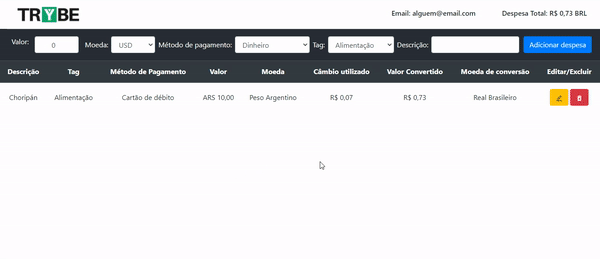 TRYBE Email: alguem@email.com Despesa Total: R$ 0,73 BRL
Valor: 0 Moeda: USD Método de pagamento: Dinheiro Tag: Alimentação Descrição: Adicionar despesa
Descrição Tag Método de Pagamento Valor Moeda Câmbio utilizado Valor Convertido Moeda de conversão Editar/Excluir
Choripán Alimentação Cartão de débito ARS 10,00 Peso Argentino R$ 0,07 R$ 0,73 Real Brasileiro